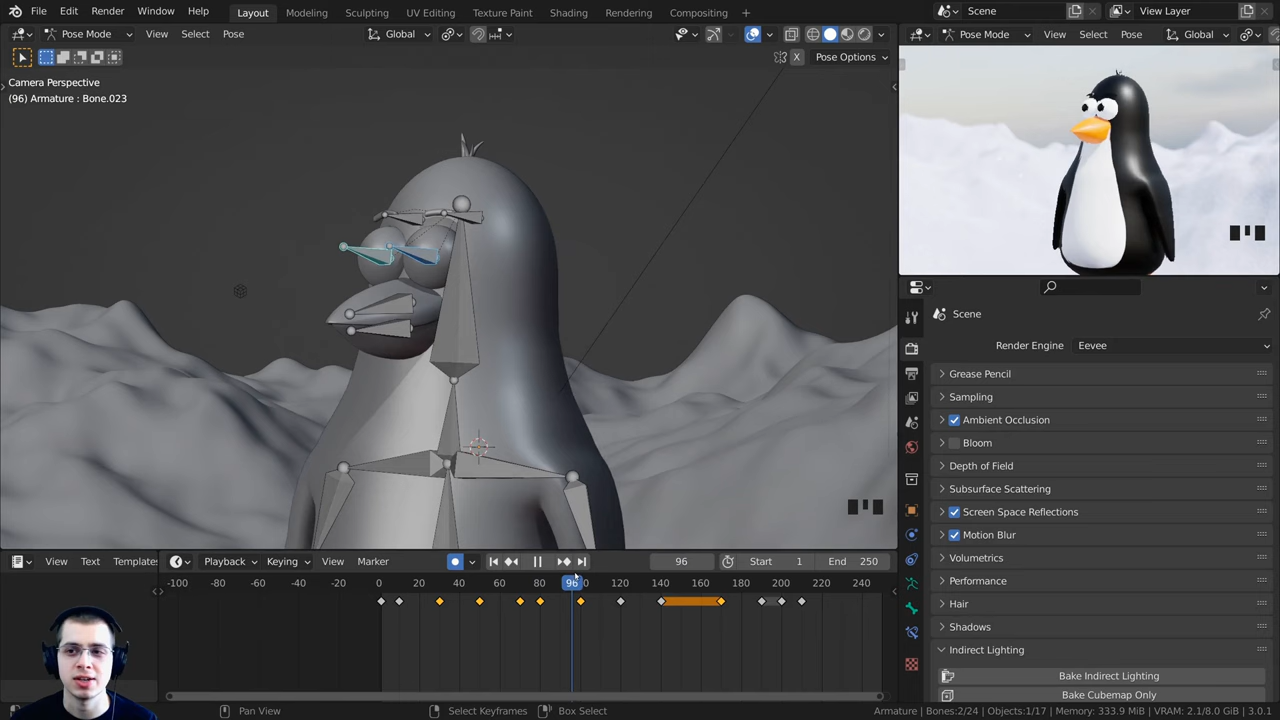 File Edit Render Window Help Layout Modeling Sculpting UV Editing Texture Paint Shading Rendering Compositing + Scene View Layer
Pose Mode View Select Pose Global Pose Mode View Select Pose Global
X Pose Options
Camera Perspective
(96) Armature : Bone.023
Scene
Render Engine Eevee
Grease Pencil
Sampling
Ambient Occlusion
Bloom
Depth of Field
Subsurface Scattering
Screen Space Reflections
Motion Blur
Volumetrics
Performance
Hair
Shadows
Indirect Lighting
Bake Indirect Lighting
Bake Cubemap Only
View Text Templates Playback Keying View Marker 96 Start 1 End 250
-100 -80 -60 -40 -20 20 40 60 80 96 120 140 160 180 200 220 240
Pan View Select Keyframes Box Select Armature | Bones:2/24 | Objects:1/17 | Memory: 333.9 MiB | VRAM: 2.1/8.0 GiB | 3.0.1